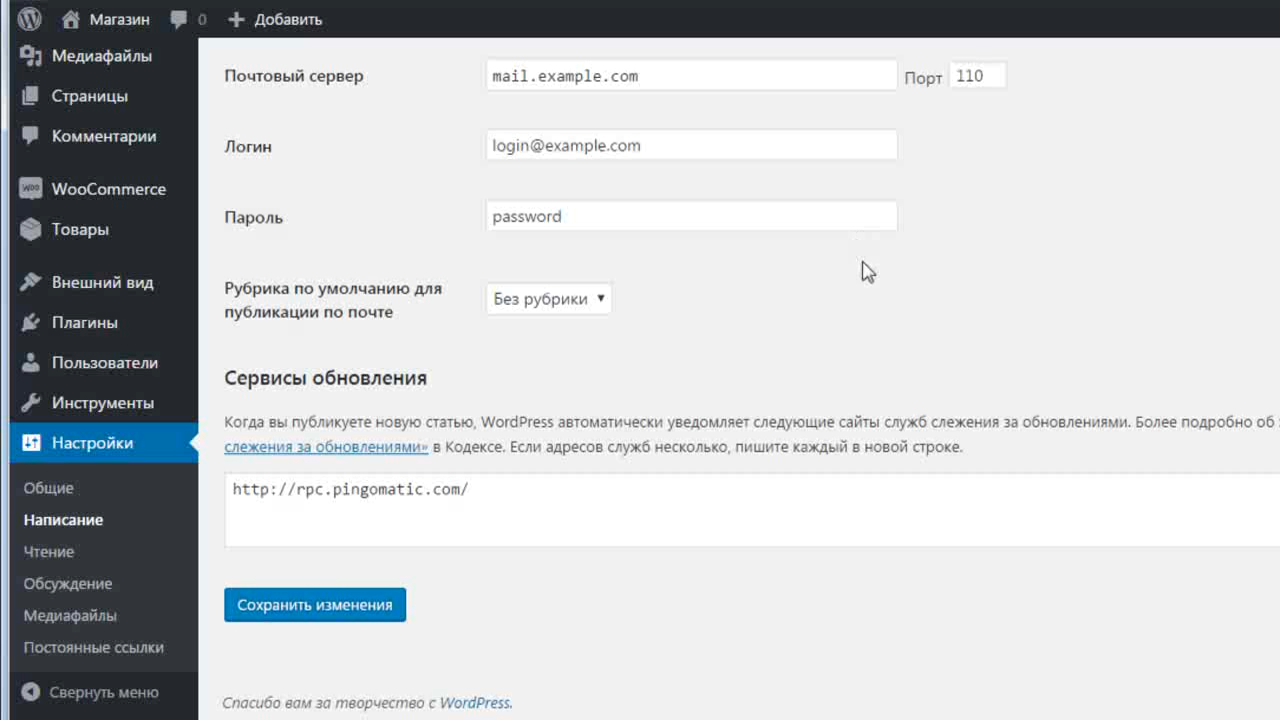 Магазин 0 Добавить
Медиафайлы
Страницы
Комментарии
WooCommerce
Товары
Внешний вид
Плагины
Пользователи
Инструменты
Настройки
Общие
Написание
Чтение
Обсуждение
Медиафайлы
Постоянные ссылки
Свернуть меню
Почтовый сервер mail.example.com Порт 110
Логин login@example.com
Пароль password
Рубрика по умолчанию для
публикации по почте
Без рубрики
Сервисы обновления
Когда вы публикуете новую статью, WordPress автоматически уведомляет следующие сайты служб слежения за обновлениями. Более подробно об
слежения за обновлениями» в Кодексе. Если адресов служб несколько, пишите каждый в новой строке.
http://rpc.pingomatic.com/
Сохранить изменения
Спасибо вам за творчество с WordPress.